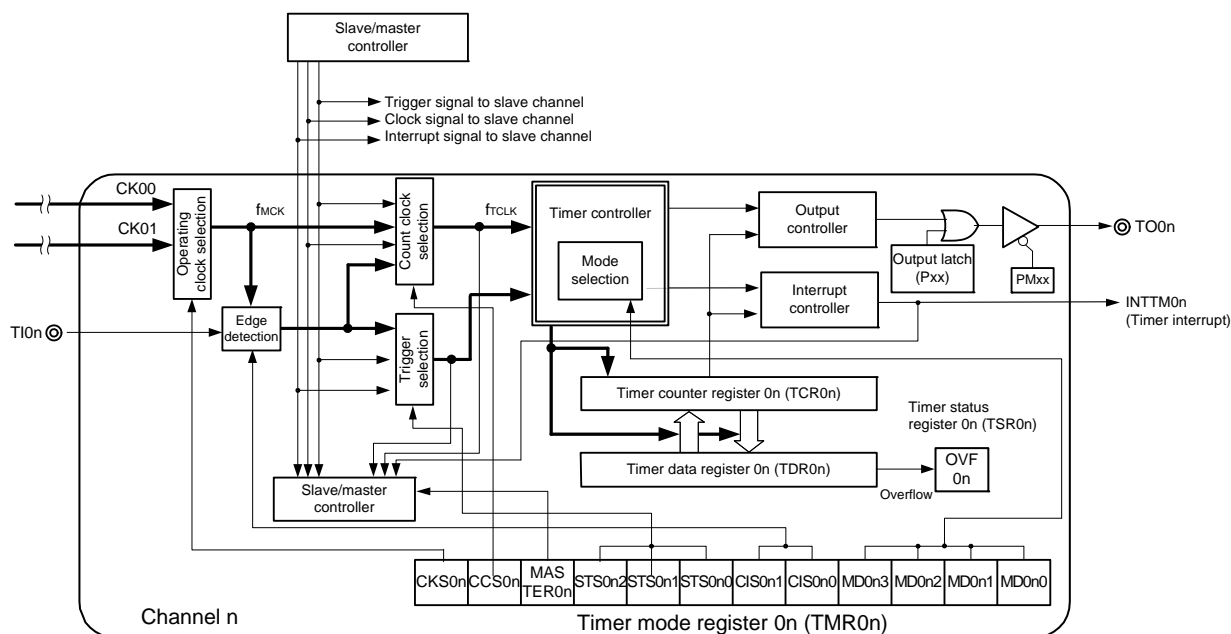 Slave/master
controller
Trigger signal to slave channel
Clock signal to slave channel
Interrupt signal to slave channel
CK00
CK01
Operating
clock selection
fMCK
Count clock
selection
fTCLK
Timer controller
Mode
selection
Output
controller
Output latch
(Pxx)
PMxx
TO0n
Interrupt
controller
INTTM0n
(Timer interrupt)
TI0n
Edge
detection
Trigger
selection
Timer counter register 0n (TCR0n)
Timer status
register 0n (TSR0n)
Timer data register 0n (TDR0n)
Overflow
OVF
0n
Slave/master
controller
CKS0n
CCS0n
MAS
TER0n
STS0n2
STS0n1
STS0n0
CIS0n1
CIS0n0
MD0n3
MD0n2
MD0n1
MD0n0
Channel n
Timer mode register 0n (TMR0n)